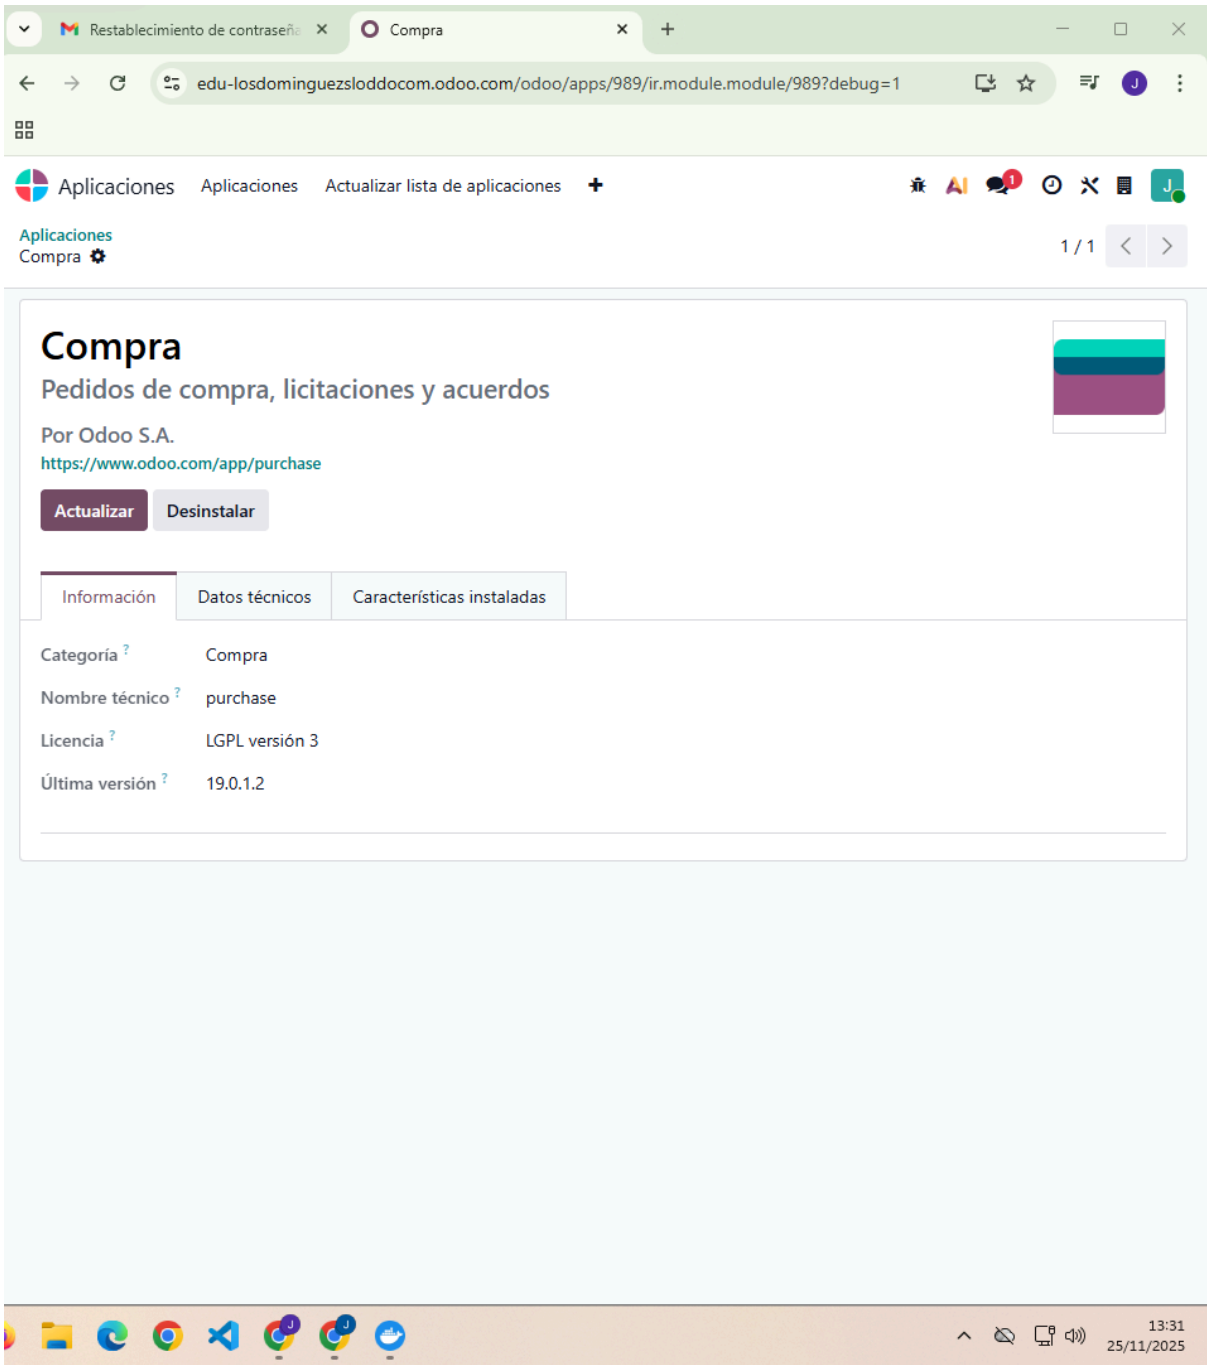 Restablecimiento de contraseña
Compra
edu-losdominguezsloddocom.odoo.com/odoo/apps/989/ir.module.module/989?debug=1
J
Aplicaciones
Aplicaciones
Actualizar lista de aplicaciones
AI
1
J
Aplicaciones
Compra
1 / 1
Compra
Pedidos de compra, licitaciones y acuerdos
Por Odoo S.A.
https://www.odoo.com/app/purchase
Actualizar
Desinstalar
Información
Datos técnicos
Características instaladas
Categoría ?
Compra
Nombre técnico ?
purchase
Licencia ?
LGPL versión 3
Última versión ?
19.0.1.2
J
J
13:31
25/11/2025